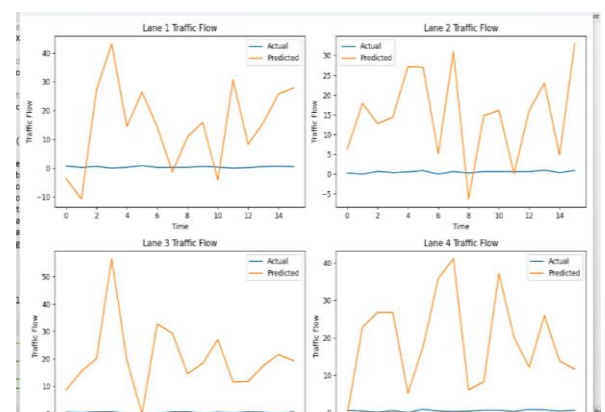 Lane 1 Traffic Flow
Actual
Predicted
Traffic Flow
40
30
20
10
0
−10
0 2 4 6 8 10 12 14
Time
Lane 2 Traffic Flow
Actual
Predicted
Traffic Flow
30
25
20
15
10
5
0
−5
0 2 4 6 8 10 12 14
Time
Lane 3 Traffic Flow
Actual
Predicted
Traffic Flow
50
40
30
20
10
0
Lane 4 Traffic Flow
Actual
Predicted
Traffic Flow
40
30
20
10